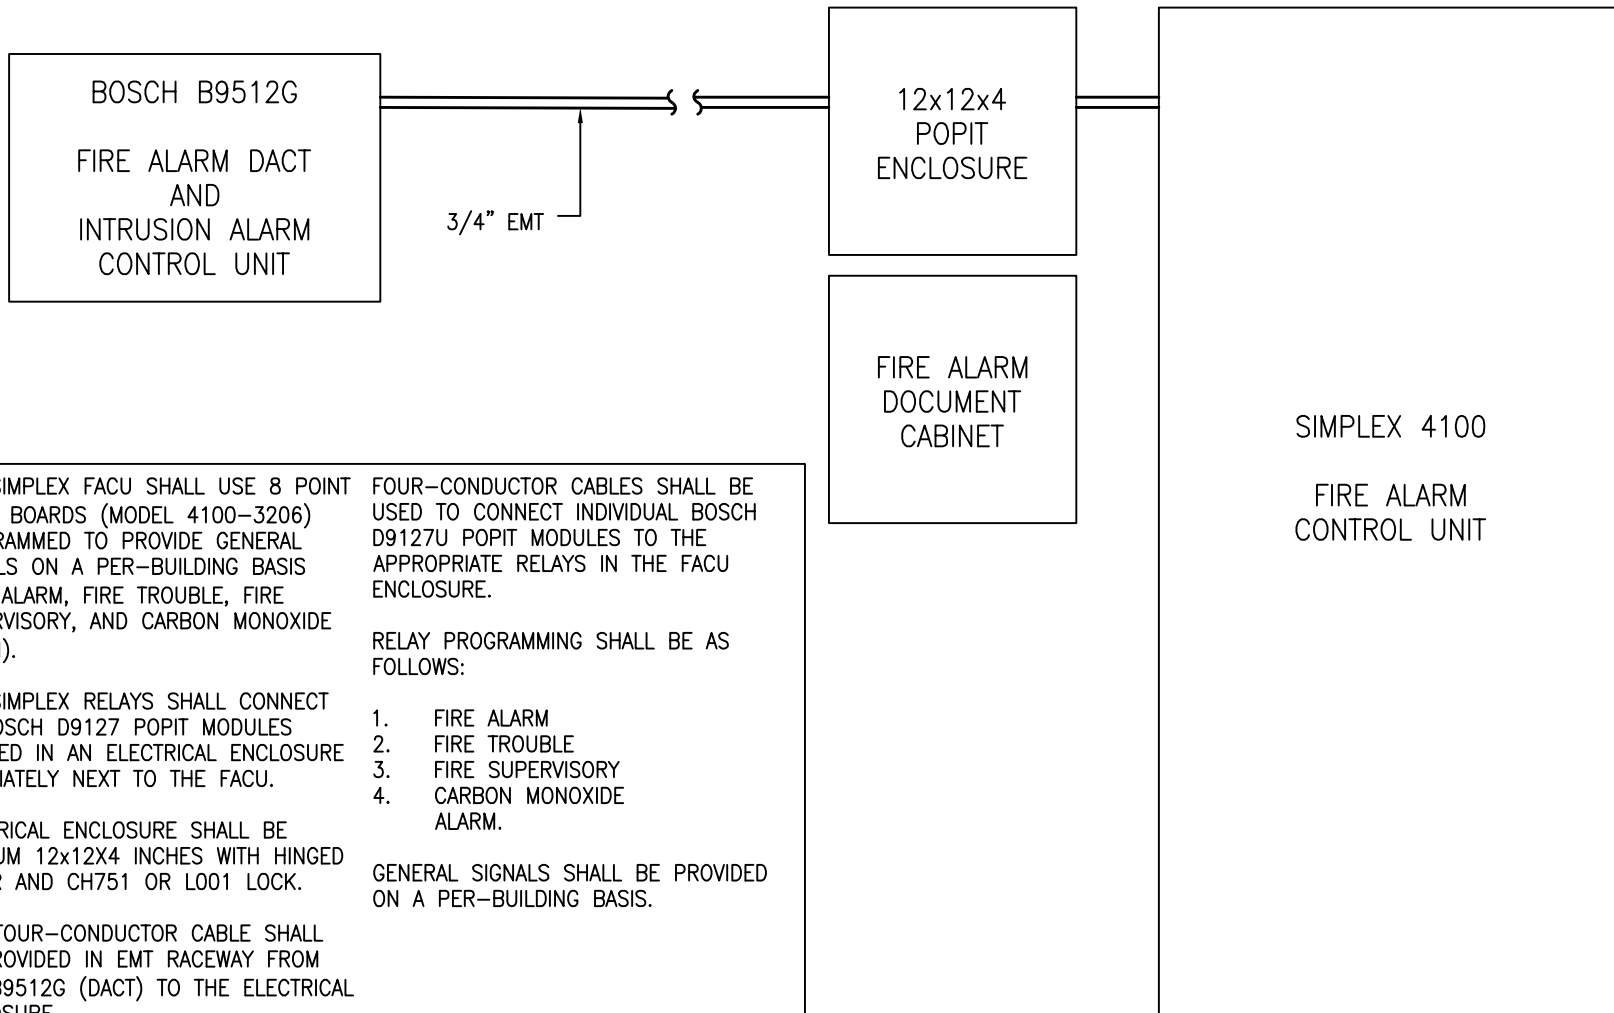 BOSCH B9512G
FIRE ALARM DACT
AND
INTRUSION ALARM
CONTROL UNIT
3/4" EMT
12x12x4
POPIT
ENCLOSURE
FIRE ALARM
DOCUMENT
CABINET
SIMPLEX 4100
FIRE ALARM
CONTROL UNIT
SIMPLEX FACU SHALL USE 8 POINT
BOARDS (MODEL 4100-3206)
RAMMED TO PROVIDE GENERAL
LS ON A PER-BUILDING BASIS
ALARM, FIRE TROUBLE, FIRE
RVISORY, AND CARBON MONOXIDE
).
SIMPLEX RELAYS SHALL CONNECT
OSCH D9127 POPIT MODULES
ED IN AN ELECTRICAL ENCLOSURE
IATELY NEXT TO THE FACU.
RICAL ENCLOSURE SHALL BE
UM 12x12X4 INCHES WITH HINGED
R AND CH751 OR L001 LOCK.
TOUR-CONDUCTOR CABLE SHALL
ROVIDED IN EMT RACEWAY FROM
B9512G (DACT) TO THE ELECTRICAL
OSURE
FOUR-CONDUCTOR CABLES SHALL BE
USED TO CONNECT INDIVIDUAL BOSCH
D9127U POPIT MODULES TO THE
APPROPRIATE RELAYS IN THE FACU
ENCLOSURE.
RELAY PROGRAMMING SHALL BE AS
FOLLOWS:
1. FIRE ALARM
2. FIRE TROUBLE
3. FIRE SUPERVISORY
4. CARBON MONOXIDE
ALARM.
GENERAL SIGNALS SHALL BE PROVIDED
ON A PER-BUILDING BASIS.